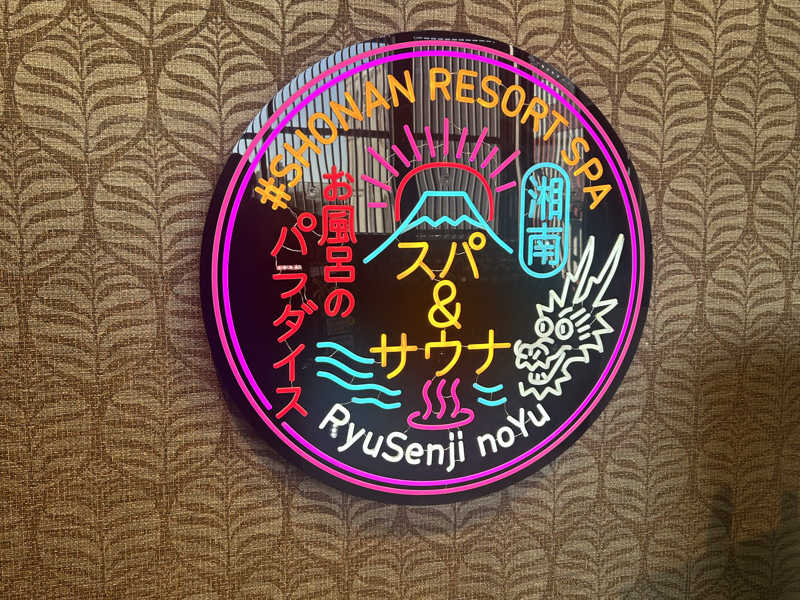 #SHONAN RESORT SPA
湘南
お風呂の
パラダイス
スパ
&
サウナ
RyuSenji noYu